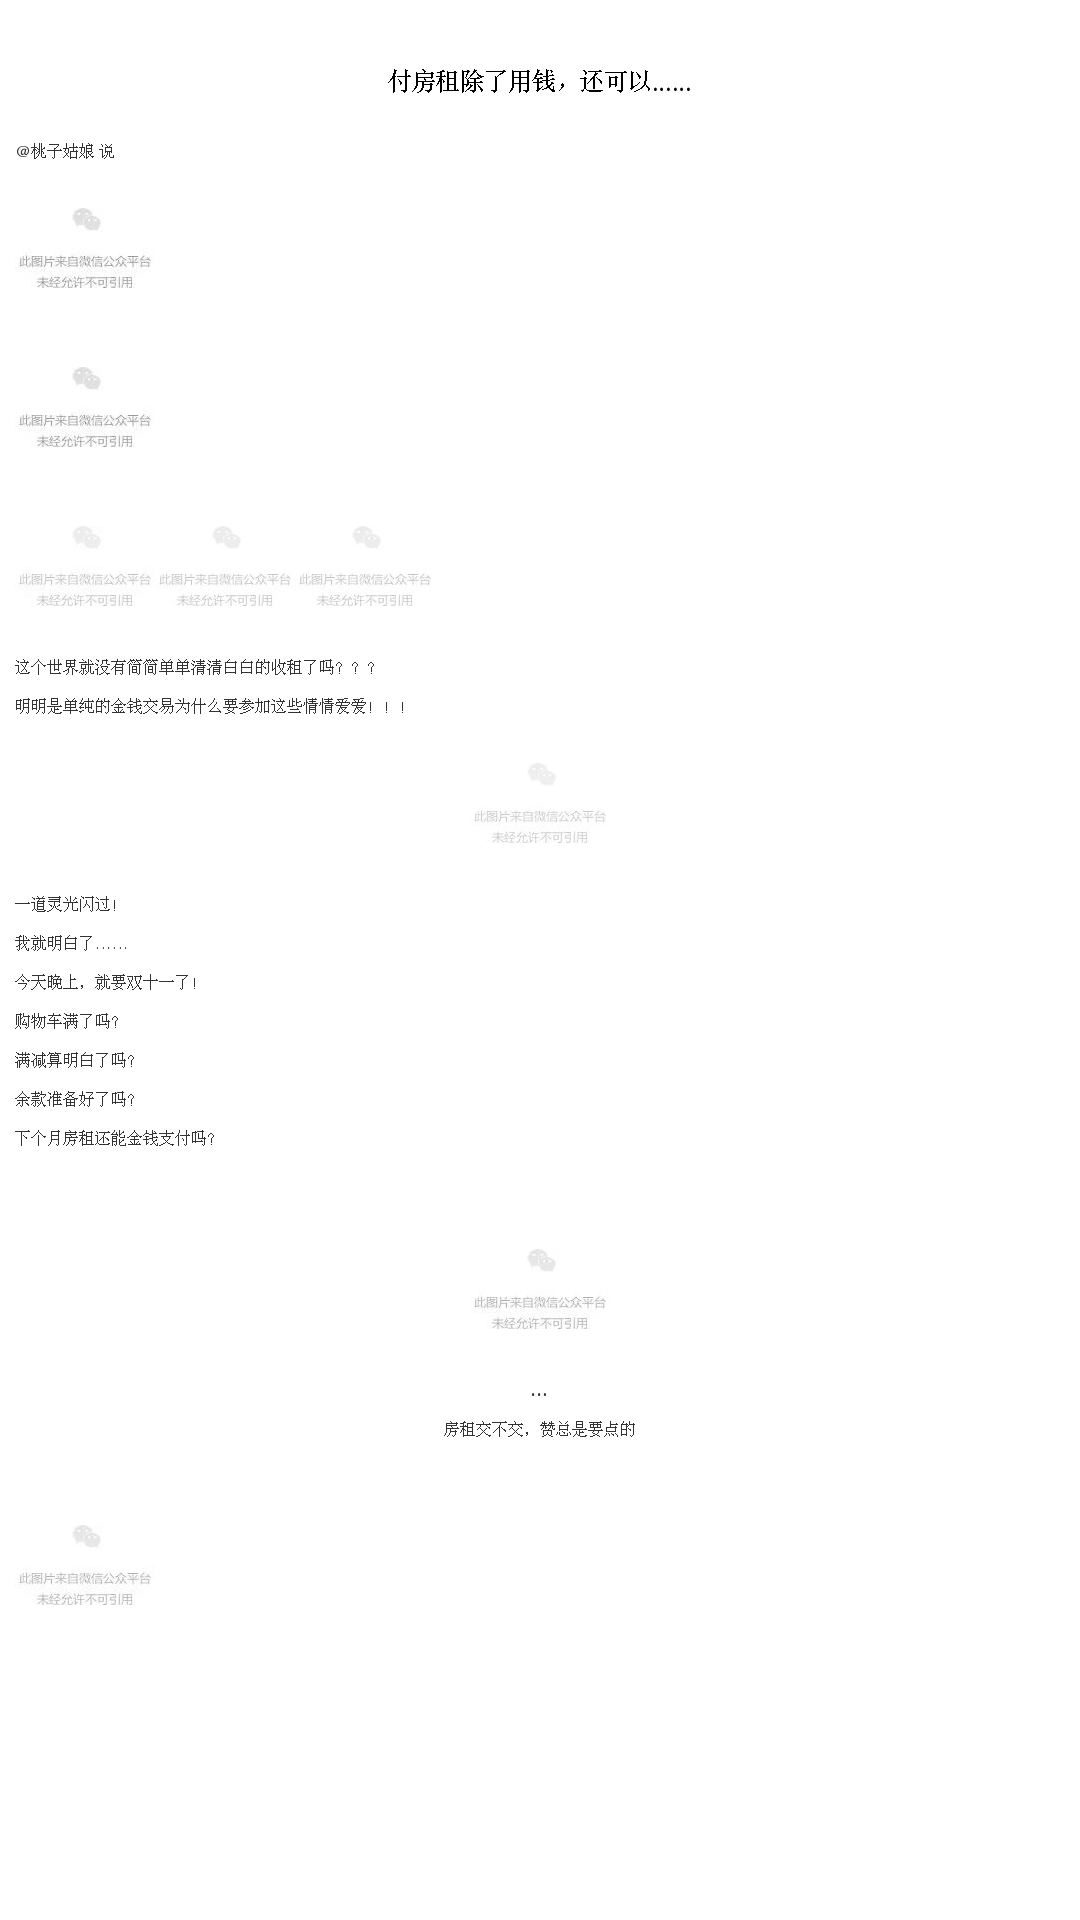 付房租除了用钱，还可以……
@桃子姑娘 说
此图片来自微信公众平台
未经允许不可引用
此图片来自微信公众平台
未经允许不可引用
此图片来自微信公众平台 此图片来自微信公众平台 此图片来自微信公众平台
未经允许不可引用 未经允许不可引用 未经允许不可引用
这个世界就没有简简单单清清白白的收租了吗？？？
明明是单纯的金钱交易为什么要参加这些情情爱爱！！！
此图片来自微信公众平台
未经允许不可引用
一道灵光闪过！
我就明白了……
今天晚上，就要双十一了！
购物车满了吗？
满减算明白了吗？
余款准备好了吗？
下个月房租还能金钱支付吗？
此图片来自微信公众平台
未经允许不可引用
...
房租交不交，赞总是要点的
此图片来自微信公众平台
未经允许不可引用